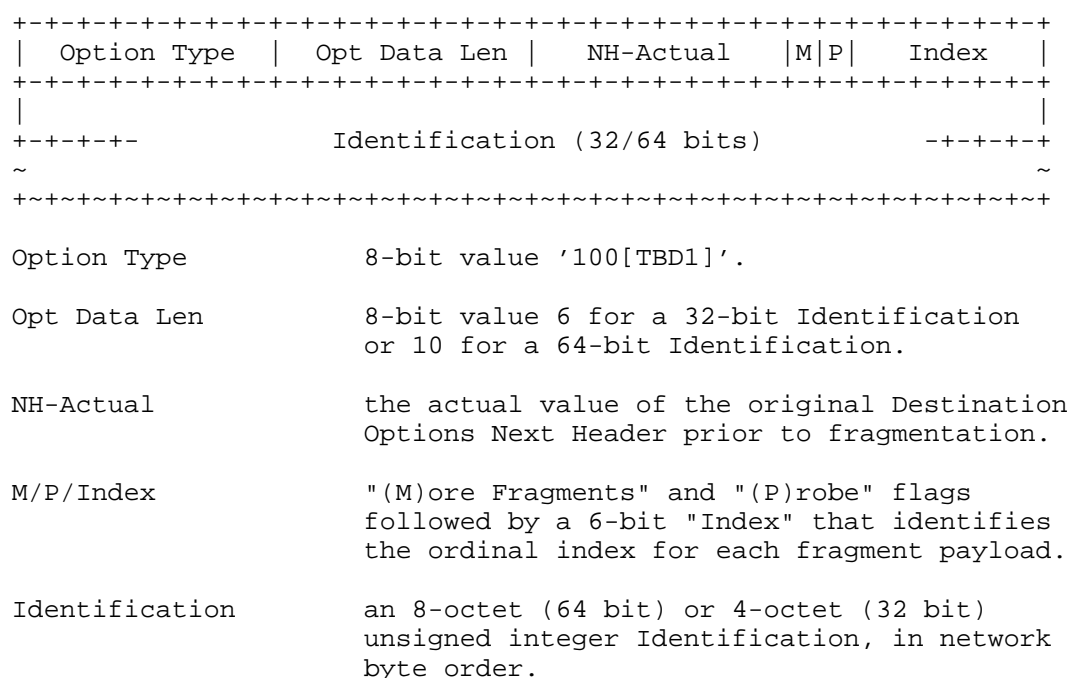 +-+-+-+-+-+-+-+-+-+-+-+-+-+-+-+-+-+-+-+-+-+-+-+-+-+-+-+-+-+-+-+-+
|  Option Type  |  Opt Data Len |   NH-Actual   |M|P|   Index   |
+-+-+-+-+-+-+-+-+-+-+-+-+-+-+-+-+-+-+-+-+-+-+-+-+-+-+-+-+-+-+-+-+
|                                                               |
+-+-+-+-            Identification (32/64 bits)          -+-+-+-+
~                                                               ~
+~+~+~+~+~+~+~+~+~+~+~+~+~+~+~+~+~+~+~+~+~+~+~+~+~+~+~+~+~+~+~+~+
Option Type           8-bit value '100[TBD1]'.
Opt Data Len          8-bit value 6 for a 32-bit Identification
or 10 for a 64-bit Identification.
NH-Actual             the actual value of the original Destination
Options Next Header prior to fragmentation.
M/P/Index             "(M)ore Fragments" and "(P)robe" flags
followed by a 6-bit "Index" that identifies
the ordinal index for each fragment payload.
Identification        an 8-octet (64 bit) or 4-octet (32 bit)
unsigned integer Identification, in network
byte order.